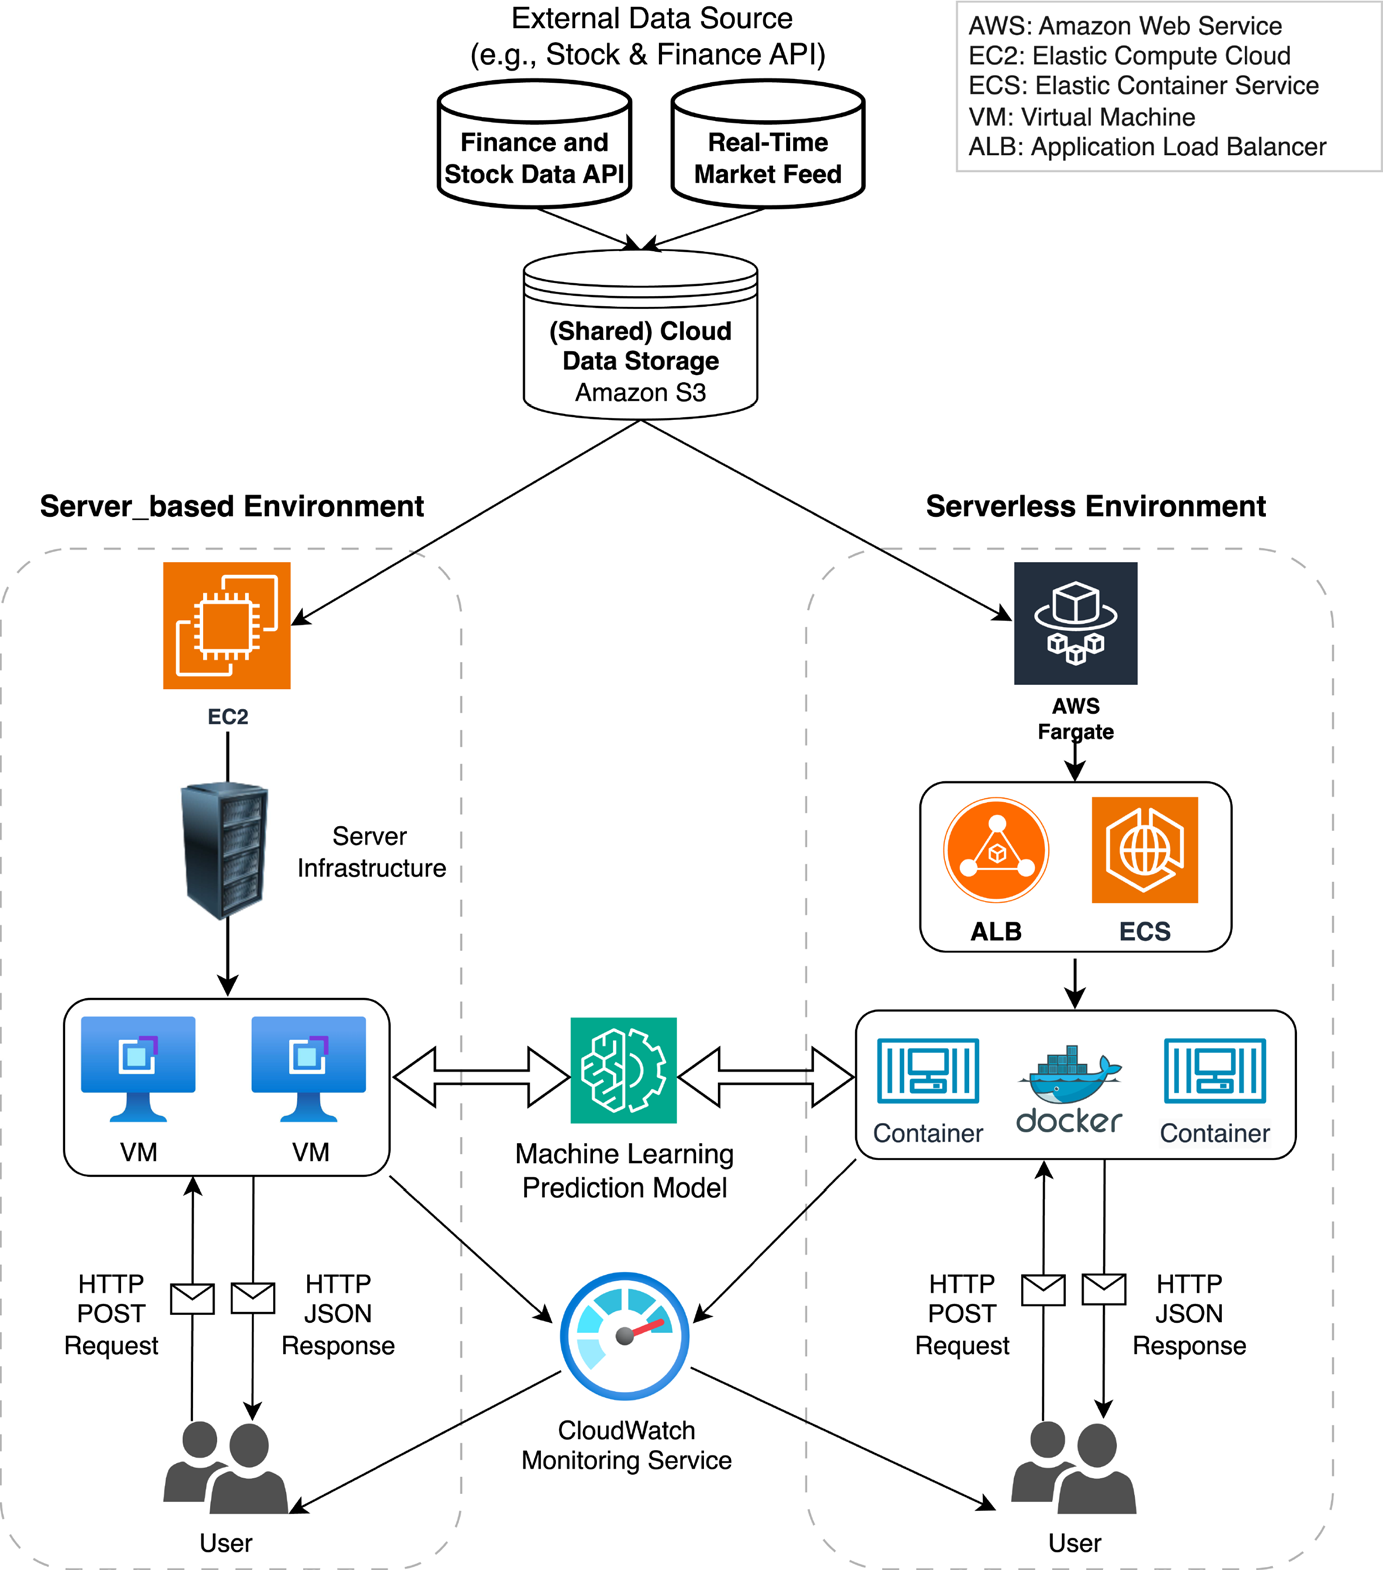 External Data Source
(e.g., Stock & Finance API)
AWS: Amazon Web Service
EC2: Elastic Compute Cloud
ECS: Elastic Container Service
VM: Virtual Machine
ALB: Application Load Balancer
Finance and
Stock Data API
Real-Time
Market Feed
(Shared) Cloud
Data Storage
Amazon S3
Server_based Environment
Serverless Environment
EC2
AWS
Fargate
Server
Infrastructure
ALB
ECS
VM
VM
Machine Learning
Prediction Model
Container
docker
Container
HTTP
POST
Request
HTTP
JSON
Response
HTTP
POST
Request
HTTP
JSON
Response
CloudWatch
Monitoring Service
User
User